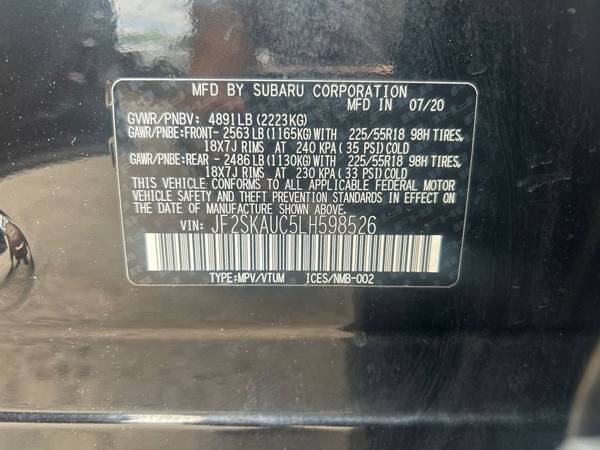 MFD BY SUBARU CORPORATION
MFD IN 07/20
GVWR/PNBV: 4891LB (2223KG)
GAWR/PNBE:FRONT- 2563LB(1165KG)WITH 225/55R18 98H TIRES,
18X7J RIMS AT 240 KPA(35 PSI)COLD
GAWR/PNBE:REAR - 2486LB(1130KG)WITH 225/55R18 98H TIRES,
18X7J RIMS AT 230 KPA(33 PSI)COLD
THIS VEHICLE CONFORMS TO ALL APPLICABLE FEDERAL MOTOR
VEHICLE SAFETY AND THEFT PREVENTION STANDARDS IN EFFECT ON
THE DATE OF MANUFACTURE SHOWN ABOVE.
VIN: JF2SKAUC5LH598526
TYPE:MPV/VTUM ICES/NMB-002